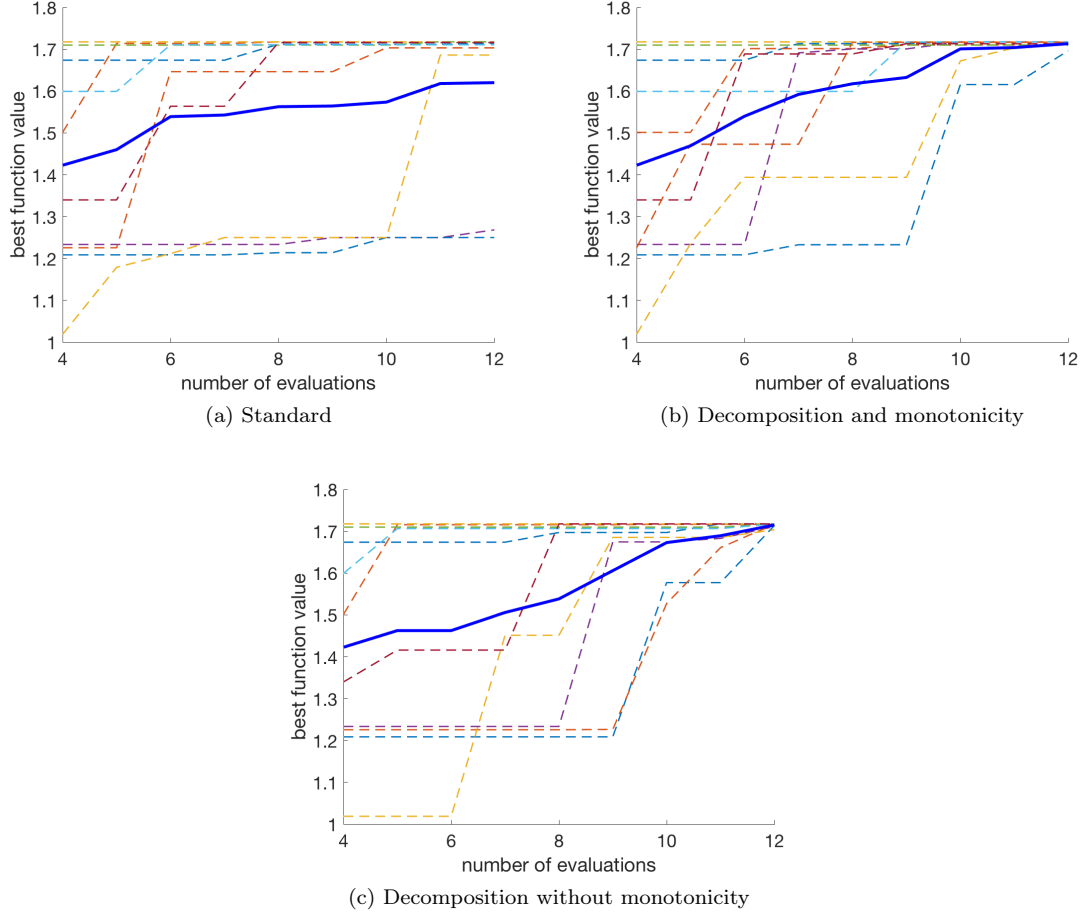 1.8
1.7
1.6
1.5
1.4
1.3
1.2
1.1
1
best function value
4 6 8 10 12
number of evaluations
(a) Standard
1.8
1.7
1.6
1.5
1.4
1.3
1.2
1.1
1
best function value
4 6 8 10 12
number of evaluations
(b) Decomposition and monotonicity
1.8
1.7
1.6
1.5
1.4
1.3
1.2
1.1
1
best function value
4 6 8 10 12
number of evaluations
(c) Decomposition without monotonicity